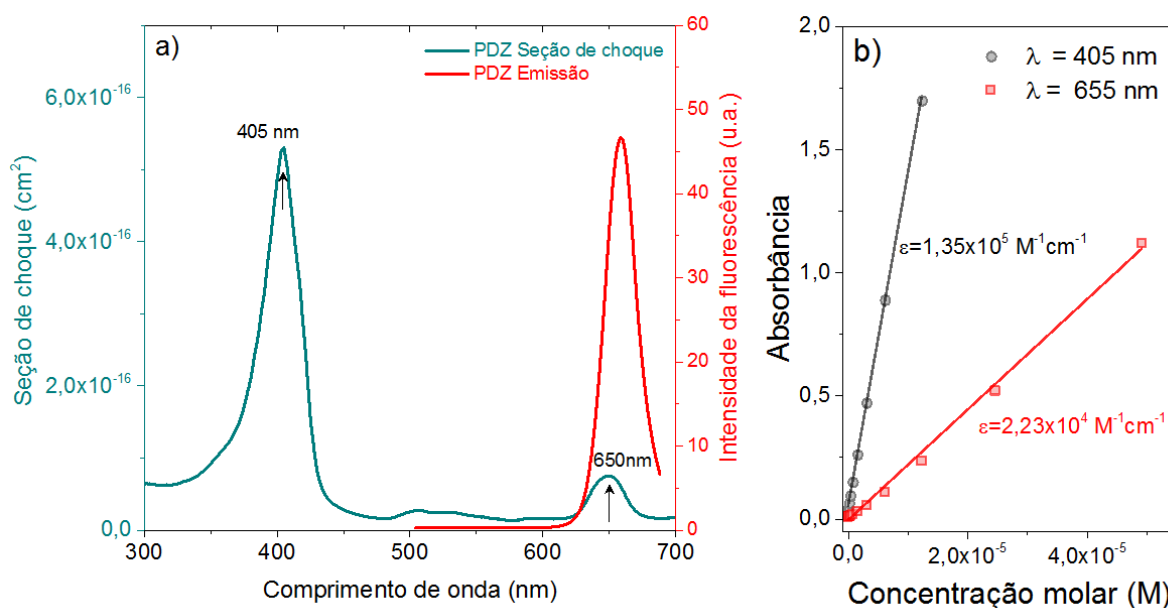 a)
PDZ Seção de choque
PDZ Emissão
405 nm
650nm
Seção de choque (cm²)
6,0x10⁻¹⁶
4,0x10⁻¹⁶
2,0x10⁻¹⁶
0,0
300
400
500
600
700
Comprimento de onda (nm)
60
50
40
30
20
10
0
Intensidade da fluorescência (u.a.)
b)
λ = 405 nm
λ = 655 nm
ε=1,35x10⁵ M⁻¹cm⁻¹
ε=2,23x10⁴ M⁻¹cm⁻¹
Absorbância
2,0
1,5
1,0
0,5
0,0
0,0
2,0x10⁻⁵
4,0x10⁻⁵
Concentração molar (M)